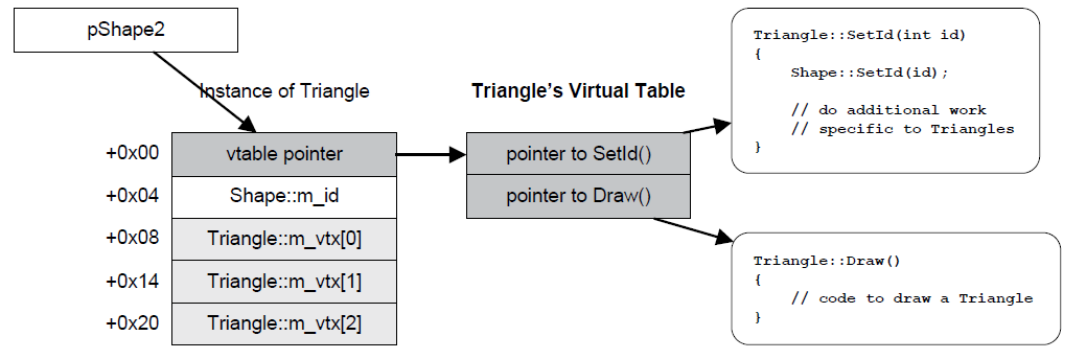 pShape2
Instance of Triangle
Triangle's Virtual Table
+0x00 vtable pointer
+0x04 Shape::m_id
+0x08 Triangle::m_vtx[0]
+0x14 Triangle::m_vtx[1]
+0x20 Triangle::m_vtx[2]
pointer to SetId()
pointer to Draw()
Triangle::SetId(int id)
{
    Shape::SetId(id);
    // do additional work
    // specific to Triangles
}
Triangle::Draw()
{
    // code to draw a Triangle
}